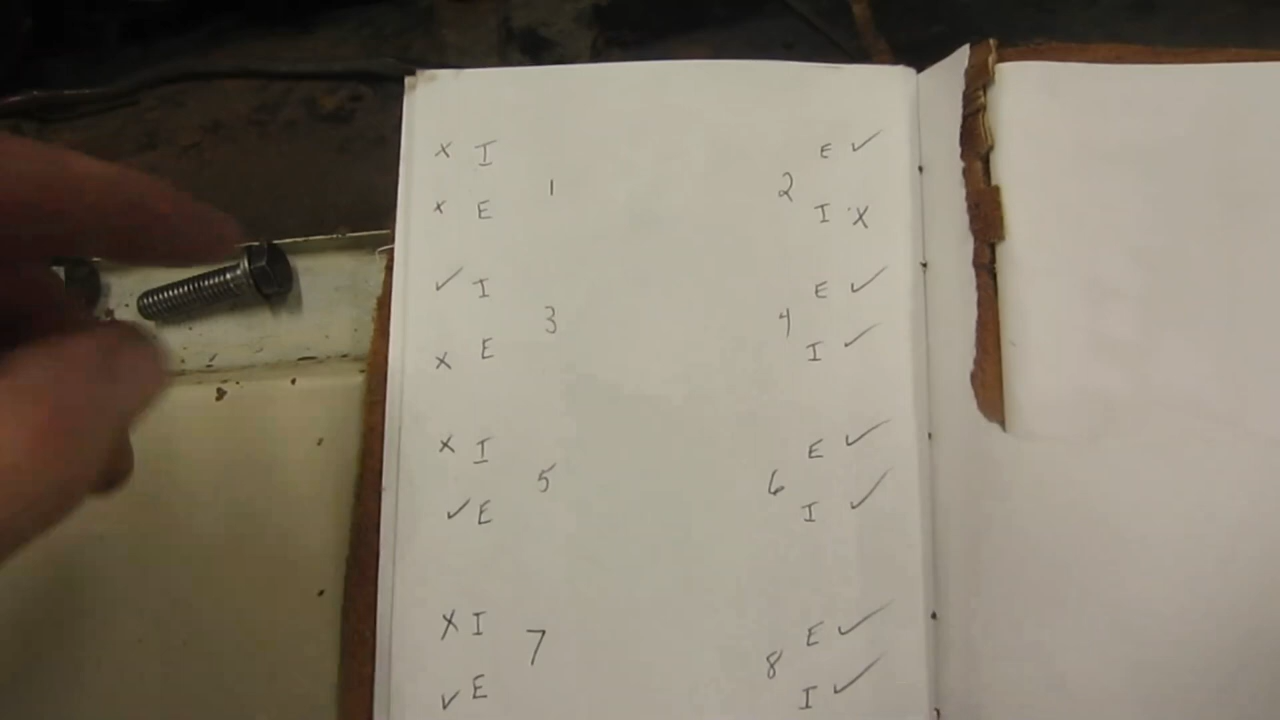 X I E ✓
1 2
X E I X
✓ I E ✓
3 4
X E I ✓
X I E ✓
5 6
✓ E I ✓
X I E ✓
7 8
✓ E I ✓